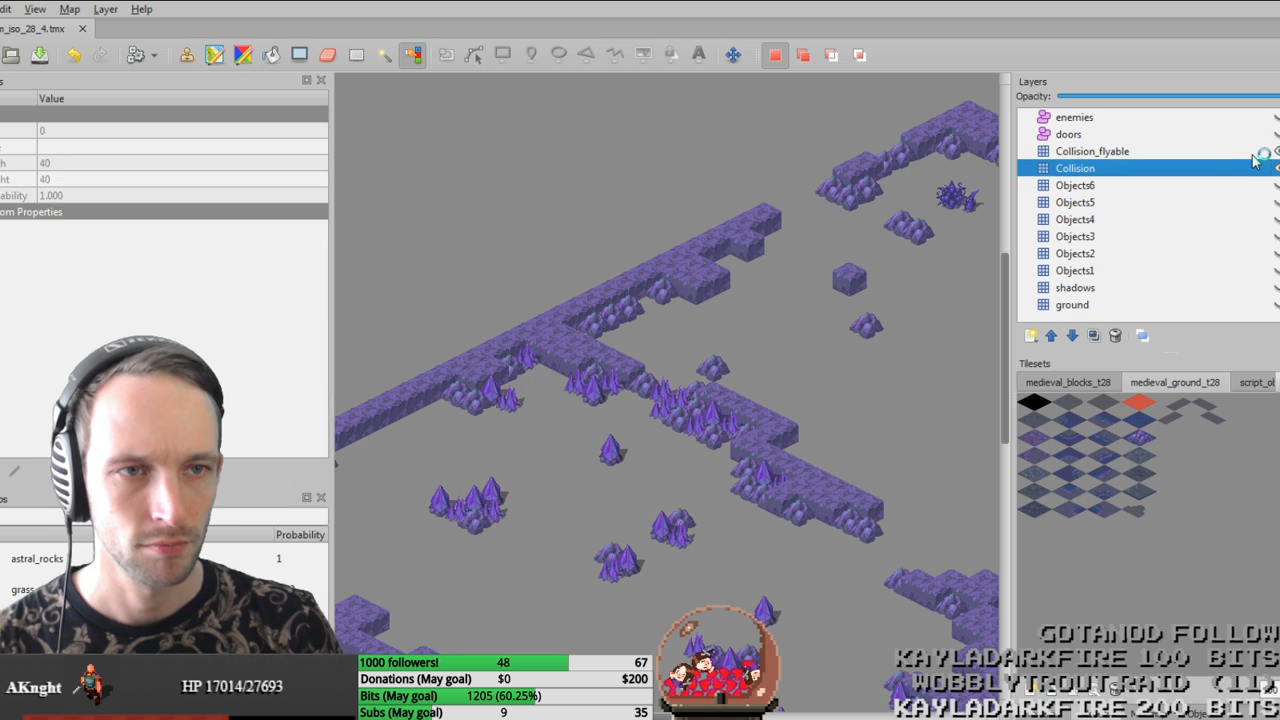 dit View Map Layer Help
m_iso_28_4.tmx
s
Value
0
h 40
ht 40
ability 1.000
om Properties
ps
Probability
astral_rocks 1
grass
Layers
Opacity:
enemies
doors
Collision_flyable
Collision
Objects6
Objects5
Objects4
Objects3
Objects2
Objects1
shadows
ground
Tilesets
medieval_blocks_t28 medieval_ground_t28 script_ol
GOTANOD FOLLOW
KAYLADARKFIRE 100 BITS
WOBBLYTROUT RAID (11
KAYLADARKFIRE 200 BITS
AKnght
HP 17014/27693
1000 followers! 48 67
Donations (May goal) $0 $200
Bits (May goal) 1205 (60.25%)
Subs (May goal) 9 35